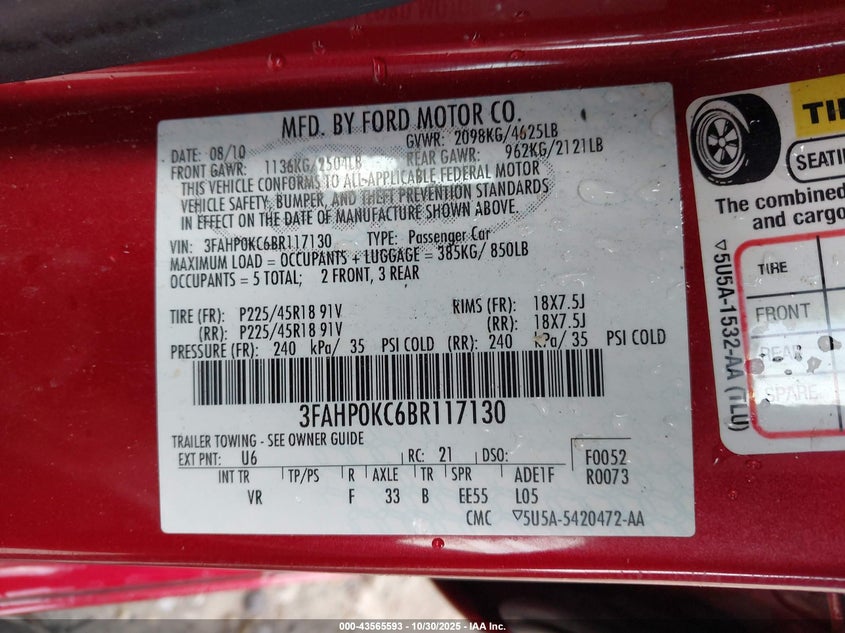 MFD. BY FORD MOTOR CO.
DATE: 08/10 GVWR: 2098KG/4625LB
FRONT GAWR: 1136KG/2504LB REAR GAWR: 962KG/2121LB
THIS VEHICLE CONFORMS TO ALL APPLICABLE FEDERAL MOTOR
VEHICLE SAFETY, BUMPER, AND THEFT PREVENTION STANDARDS
IN EFFECT ON THE DATE OF MANUFACTURE SHOWN ABOVE.
VIN: 3FAHP0KC6BR117130 TYPE: Passenger Car
MAXIMUM LOAD = OCCUPANTS + LUGGAGE = 385KG/ 850LB
OCCUPANTS = 5 TOTAL; 2 FRONT, 3 REAR
TIRE (FR): P225/45R18 91V RIMS (FR): 18X7.5J
(RR): P225/45R18 91V (RR): 18X7.5J
PRESSURE (FR): 240 kPa/ 35 PSI COLD (RR): 240 kPa/ 35 PSI COLD
3FAHP0KC6BR117130
TRAILER TOWING - SEE OWNER GUIDE
EXT PNT: U6 RC: 21 DSO: F0052
INT TR TP/PS R AXLE TR SPR ADE1F R0073
VR F 33 B EE55 L05
CMC ▽5U5A-5420472-AA
TI
SEATI
The combined
and cargo
TIRE
FRONT
REAR
SPARE
▽5U5A-1532-AA (TLU)
000-43565593 - 10/30/2025 - IAA Inc.